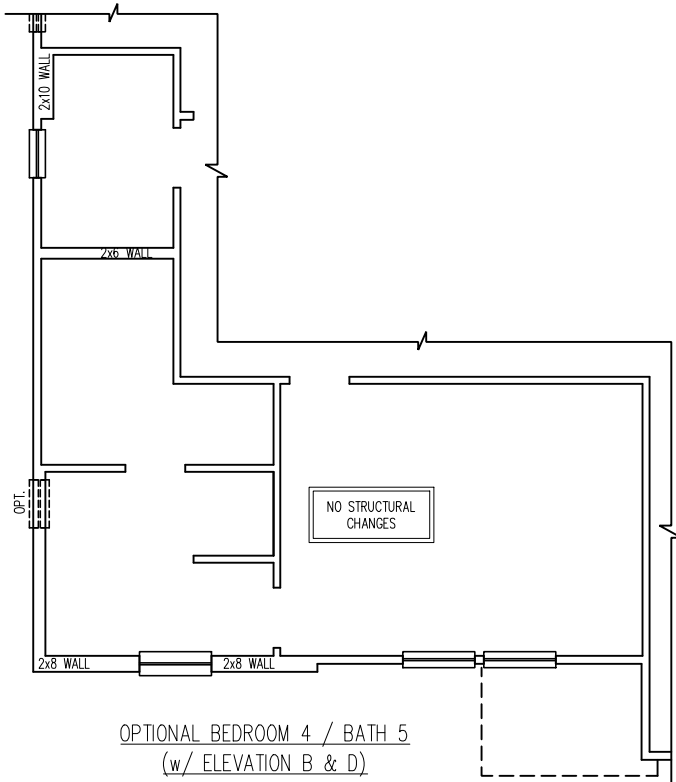 2x10 WALL
2x6 WALL
OPT.
NO STRUCTURAL
CHANGES
2x8 WALL
2x8 WALL
OPTIONAL BEDROOM 4 / BATH 5
(w/ ELEVATION B & D)